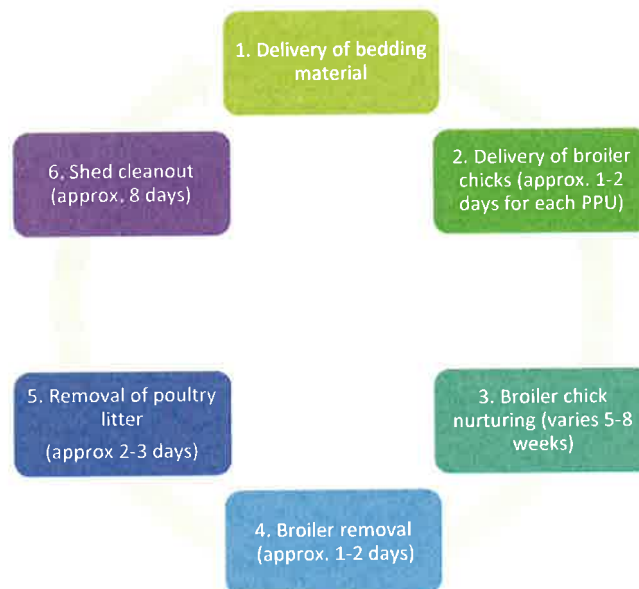 1. Delivery of bedding
material
2. Delivery of broiler
chicks (approx. 1-2
days for each PPU)
3. Broiler chick
nurturing (varies 5-8
weeks)
4. Broiler removal
(approx. 1-2 days)
5. Removal of poultry
litter
(approx 2-3 days)
6. Shed cleanout
(approx. 8 days)